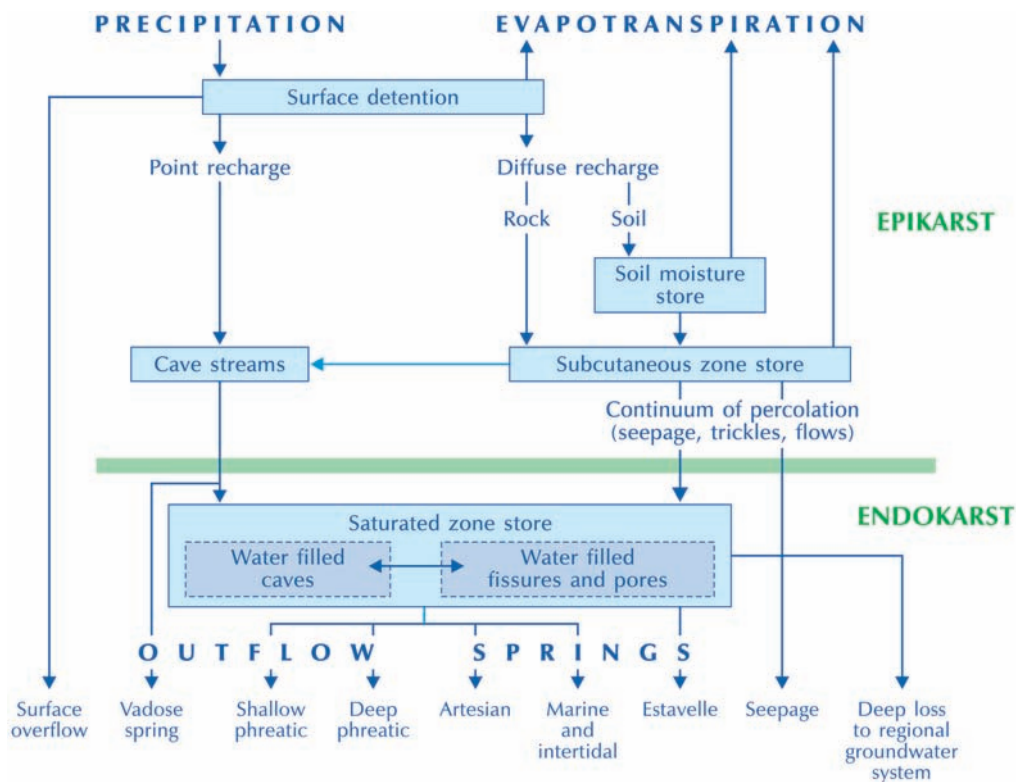 PRECIPITATION
EVAPOTRANSPIRATION
Surface detention
Point recharge
Diffuse recharge
Rock
Soil
EPIKARST
Soil moisture
store
Cave streams
Subcutaneous zone store
Continuum of percolation
(seepage, trickles, flows)
ENDOKARST
Saturated zone store
Water filled
caves
Water filled
fissures and pores
OUTFLOW SPRINGS
Surface
overflow
Vadose
spring
Shallow
phreatic
Deep
phreatic
Artesian
Marine
and
intertidal
Estavelle
Seepage
Deep loss
to regional
groundwater
system